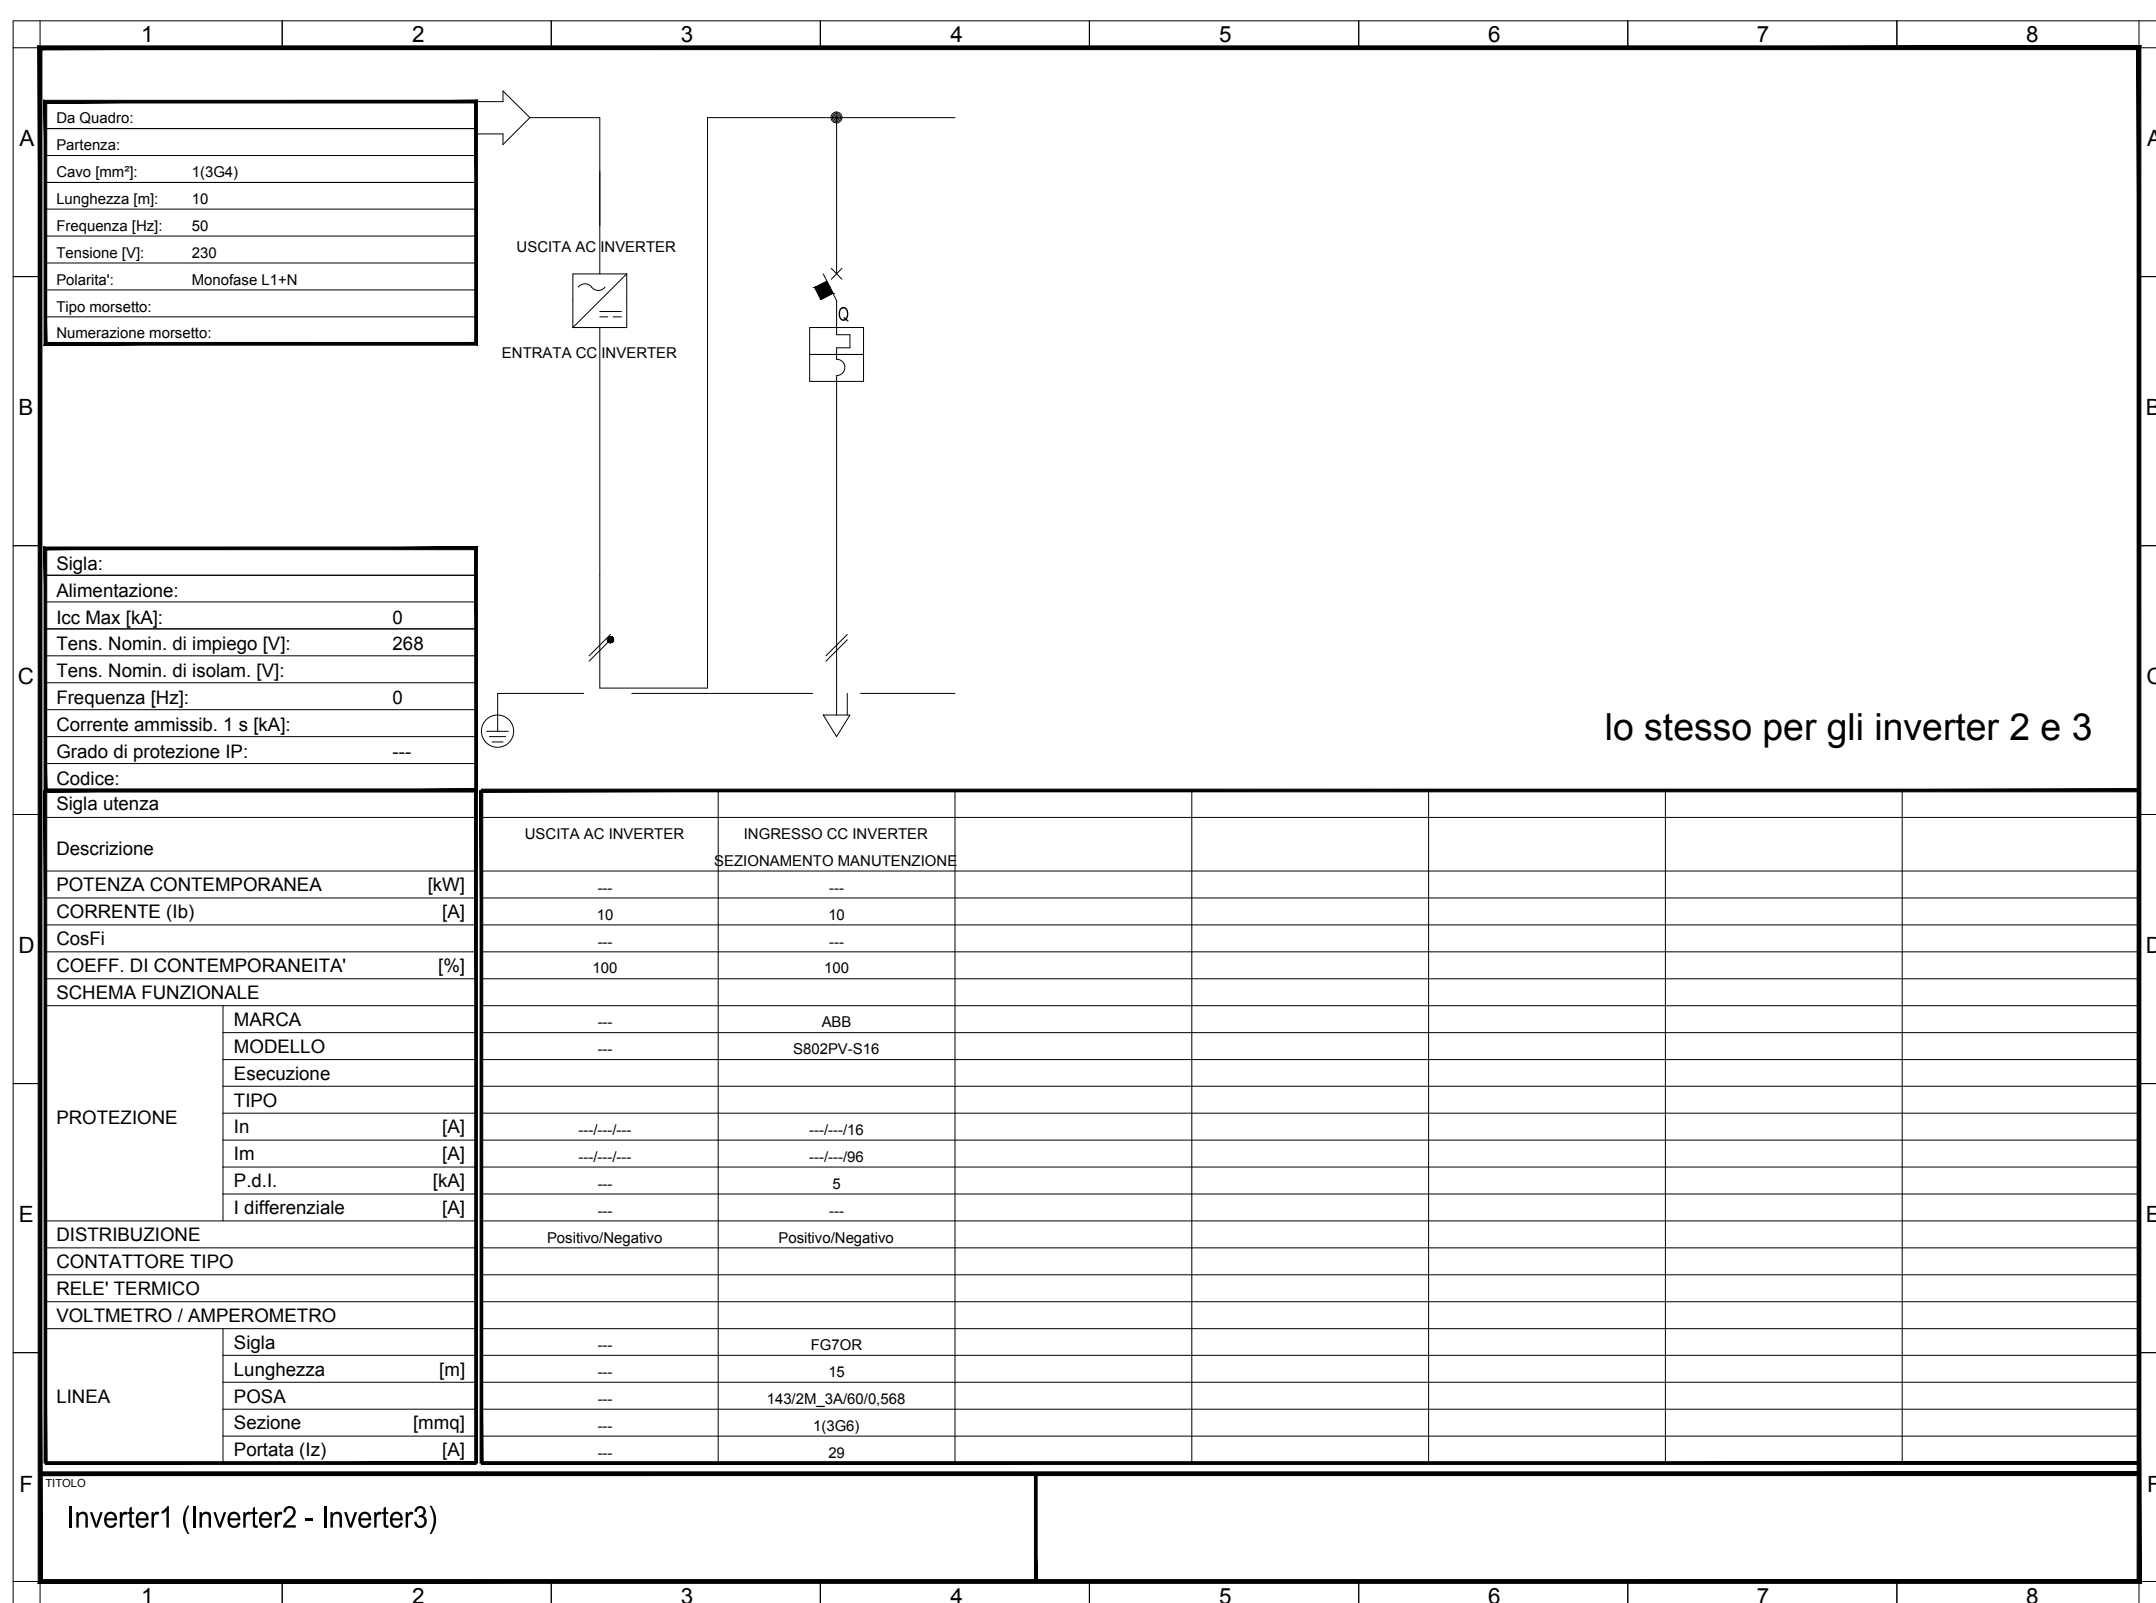 1 2 3 4 5 6 7 8
A A
Da Quadro:
Partenza:
Cavo [mm²]: 1(3G4)
Lunghezza [m]: 10
Frequenza [Hz]: 50
Tensione [V]: 230
Polarita': Monofase L1+N
Tipo morsetto:
Numerazione morsetto:
USCITA AC INVERTER
Q
ENTRATA CC INVERTER
B B
Sigla:
Alimentazione:
Icc Max [kA]: 0
Tens. Nomin. di impiego [V]: 268
Tens. Nomin. di isolam. [V]:
C C
Frequenza [Hz]: 0
Corrente ammissib. 1 s [kA]:
Grado di protezione IP: ---
Codice:
lo stesso per gli inverter 2 e 3
Sigla utenza
Descrizione USCITA AC INVERTER INGRESSO CC INVERTER
SEZIONAMENTO MANUTENZIONE
POTENZA CONTEMPORANEA [kW] --- ---
CORRENTE (Ib) [A] 10 10
D D
CosFi --- ---
COEFF. DI CONTEMPORANEITA' [%] 100 100
SCHEMA FUNZIONALE
PROTEZIONE
MARCA --- ABB
MODELLO --- S802PV-S16
Esecuzione
TIPO
In [A] ---/---/--- ---/---/16
Im [A] ---/---/--- ---/---/96
P.d.I. [kA] --- 5
I differenziale [A] --- ---
E E
DISTRIBUZIONE Positivo/Negativo Positivo/Negativo
CONTATTORE TIPO
RELE' TERMICO
VOLTMETRO / AMPEROMETRO
LINEA
Sigla --- FG7OR
Lunghezza [m] --- 15
POSA --- 143/2M_3A/60/0,568
Sezione [mmq] --- 1(3G6)
Portata (Iz) [A] --- 29
F F
TITOLO
Inverter1 (Inverter2 - Inverter3)
1 2 3 4 5 6 7 8